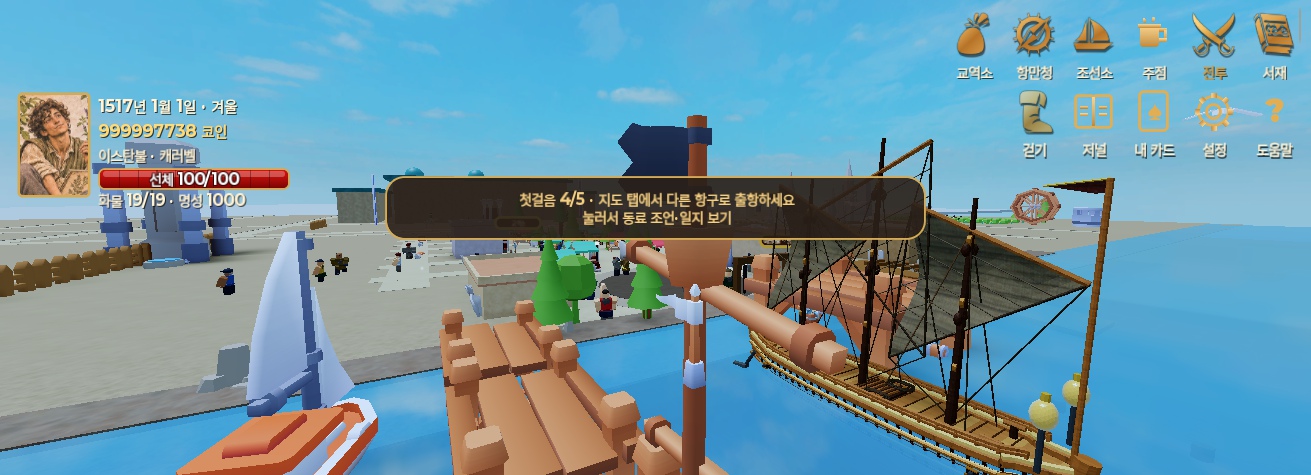 교역소
항만청
조선소
주점
전투
서재
걷기
저널
내 카드
설정
도움말
1517년 1월 1일 · 겨울
999997738 코인
이스탄불 · 캐러벨
선체 100/100
화물 19/19 · 명성 1000
첫걸음 4/5 · 지도 탭에서 다른 항구로 출항하세요
눌러서 동료 조언·일지 보기